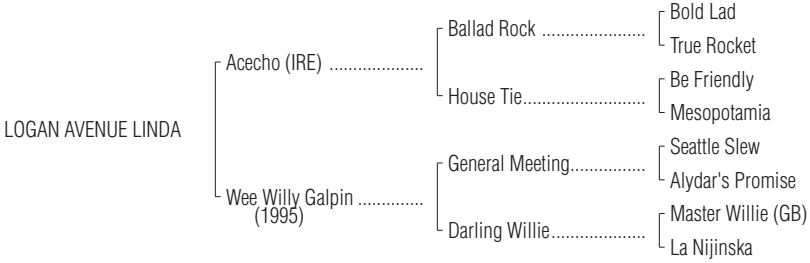 Bold Lad
Ballad Rock ......................
True Rocket
Acecho (IRE) ....................
Be Friendly
House Tie..........................
Mesopotamia
LOGAN AVENUE LINDA
Seattle Slew
General Meeting................
Alydar's Promise
Wee Willy Galpin ..............
(1995)
Master Willie (GB)
Darling Willie....................
La Nijinska